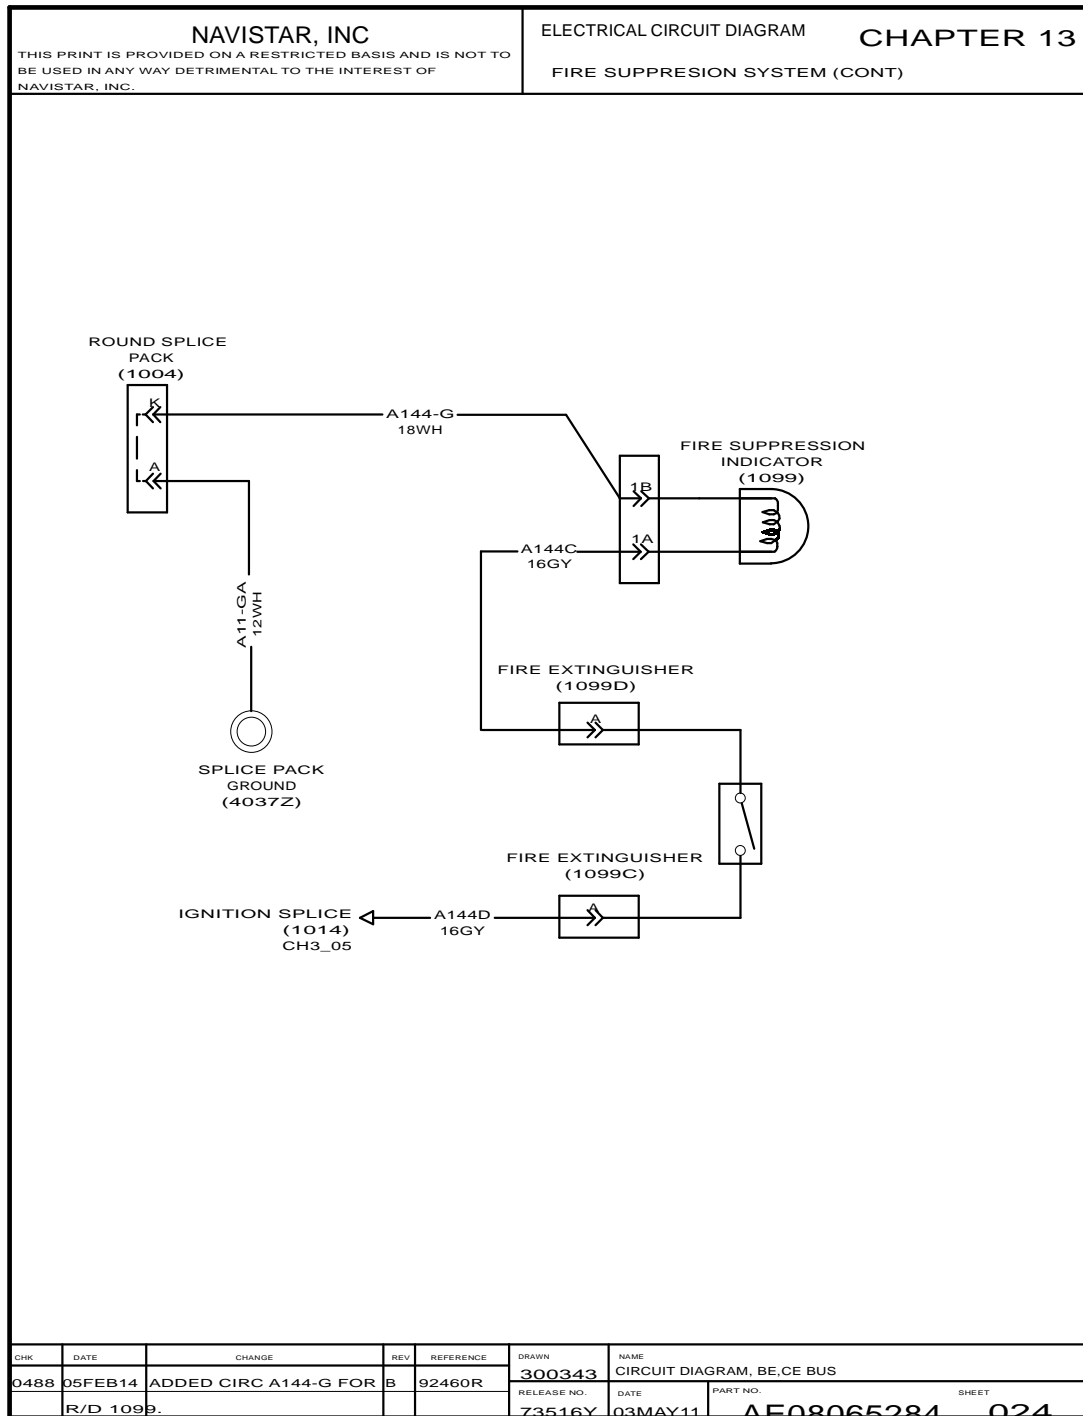 NAVISTAR, INC
THIS PRINT IS PROVIDED ON A RESTRICTED BASIS AND IS NOT TO
BE USED IN ANY WAY DETRIMENTAL TO THE INTEREST OF
NAVISTAR, INC.
ELECTRICAL CIRCUIT DIAGRAM
CHAPTER 13
FIRE SUPPRESION SYSTEM (CONT)
ROUND SPLICE
PACK
(1004)
K
A
A144-G
18WH
FIRE SUPPRESSION
INDICATOR
(1099)
1B
1A
A144C
16GY
A11-GA
12WH
FIRE EXTINGUISHER
(1099D)
A
SPLICE PACK
GROUND
(4037Z)
FIRE EXTINGUISHER
(1099C)
A
IGNITION SPLICE
(1014)
CH3_05
A144D
16GY
CHK DATE CHANGE REV REFERENCE
0488 05FEB14 ADDED CIRC A144-G FOR B 92460R
R/D 1099.
DRAWN
300343
NAME
CIRCUIT DIAGRAM, BE,CE BUS
RELEASE NO.
73516Y
DATE
03MAY11
PART NO.
AE08065284
SHEET
024